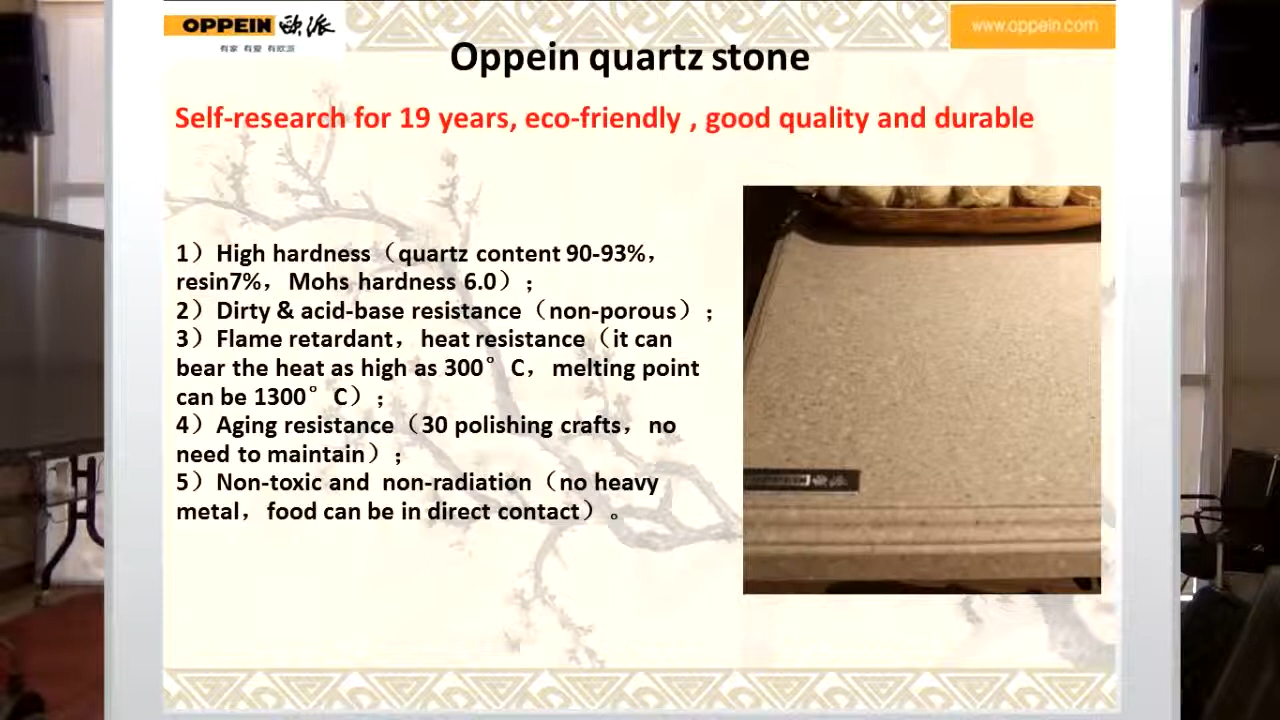 OPPEIN 欧派
有家 有爱 有欧派
www.oppein.com
Oppein quartz stone
Self-research for 19 years, eco-friendly , good quality and durable
1）High hardness（quartz content 90-93%，
resin7%，Mohs hardness 6.0）；
2）Dirty & acid-base resistance（non-porous）；
3）Flame retardant，heat resistance（it can
bear the heat as high as 300°C，melting point
can be 1300°C）；
4）Aging resistance（30 polishing crafts，no
need to maintain）；
5）Non-toxic and  non-radiation（no heavy
metal，food can be in direct contact）。
欧派